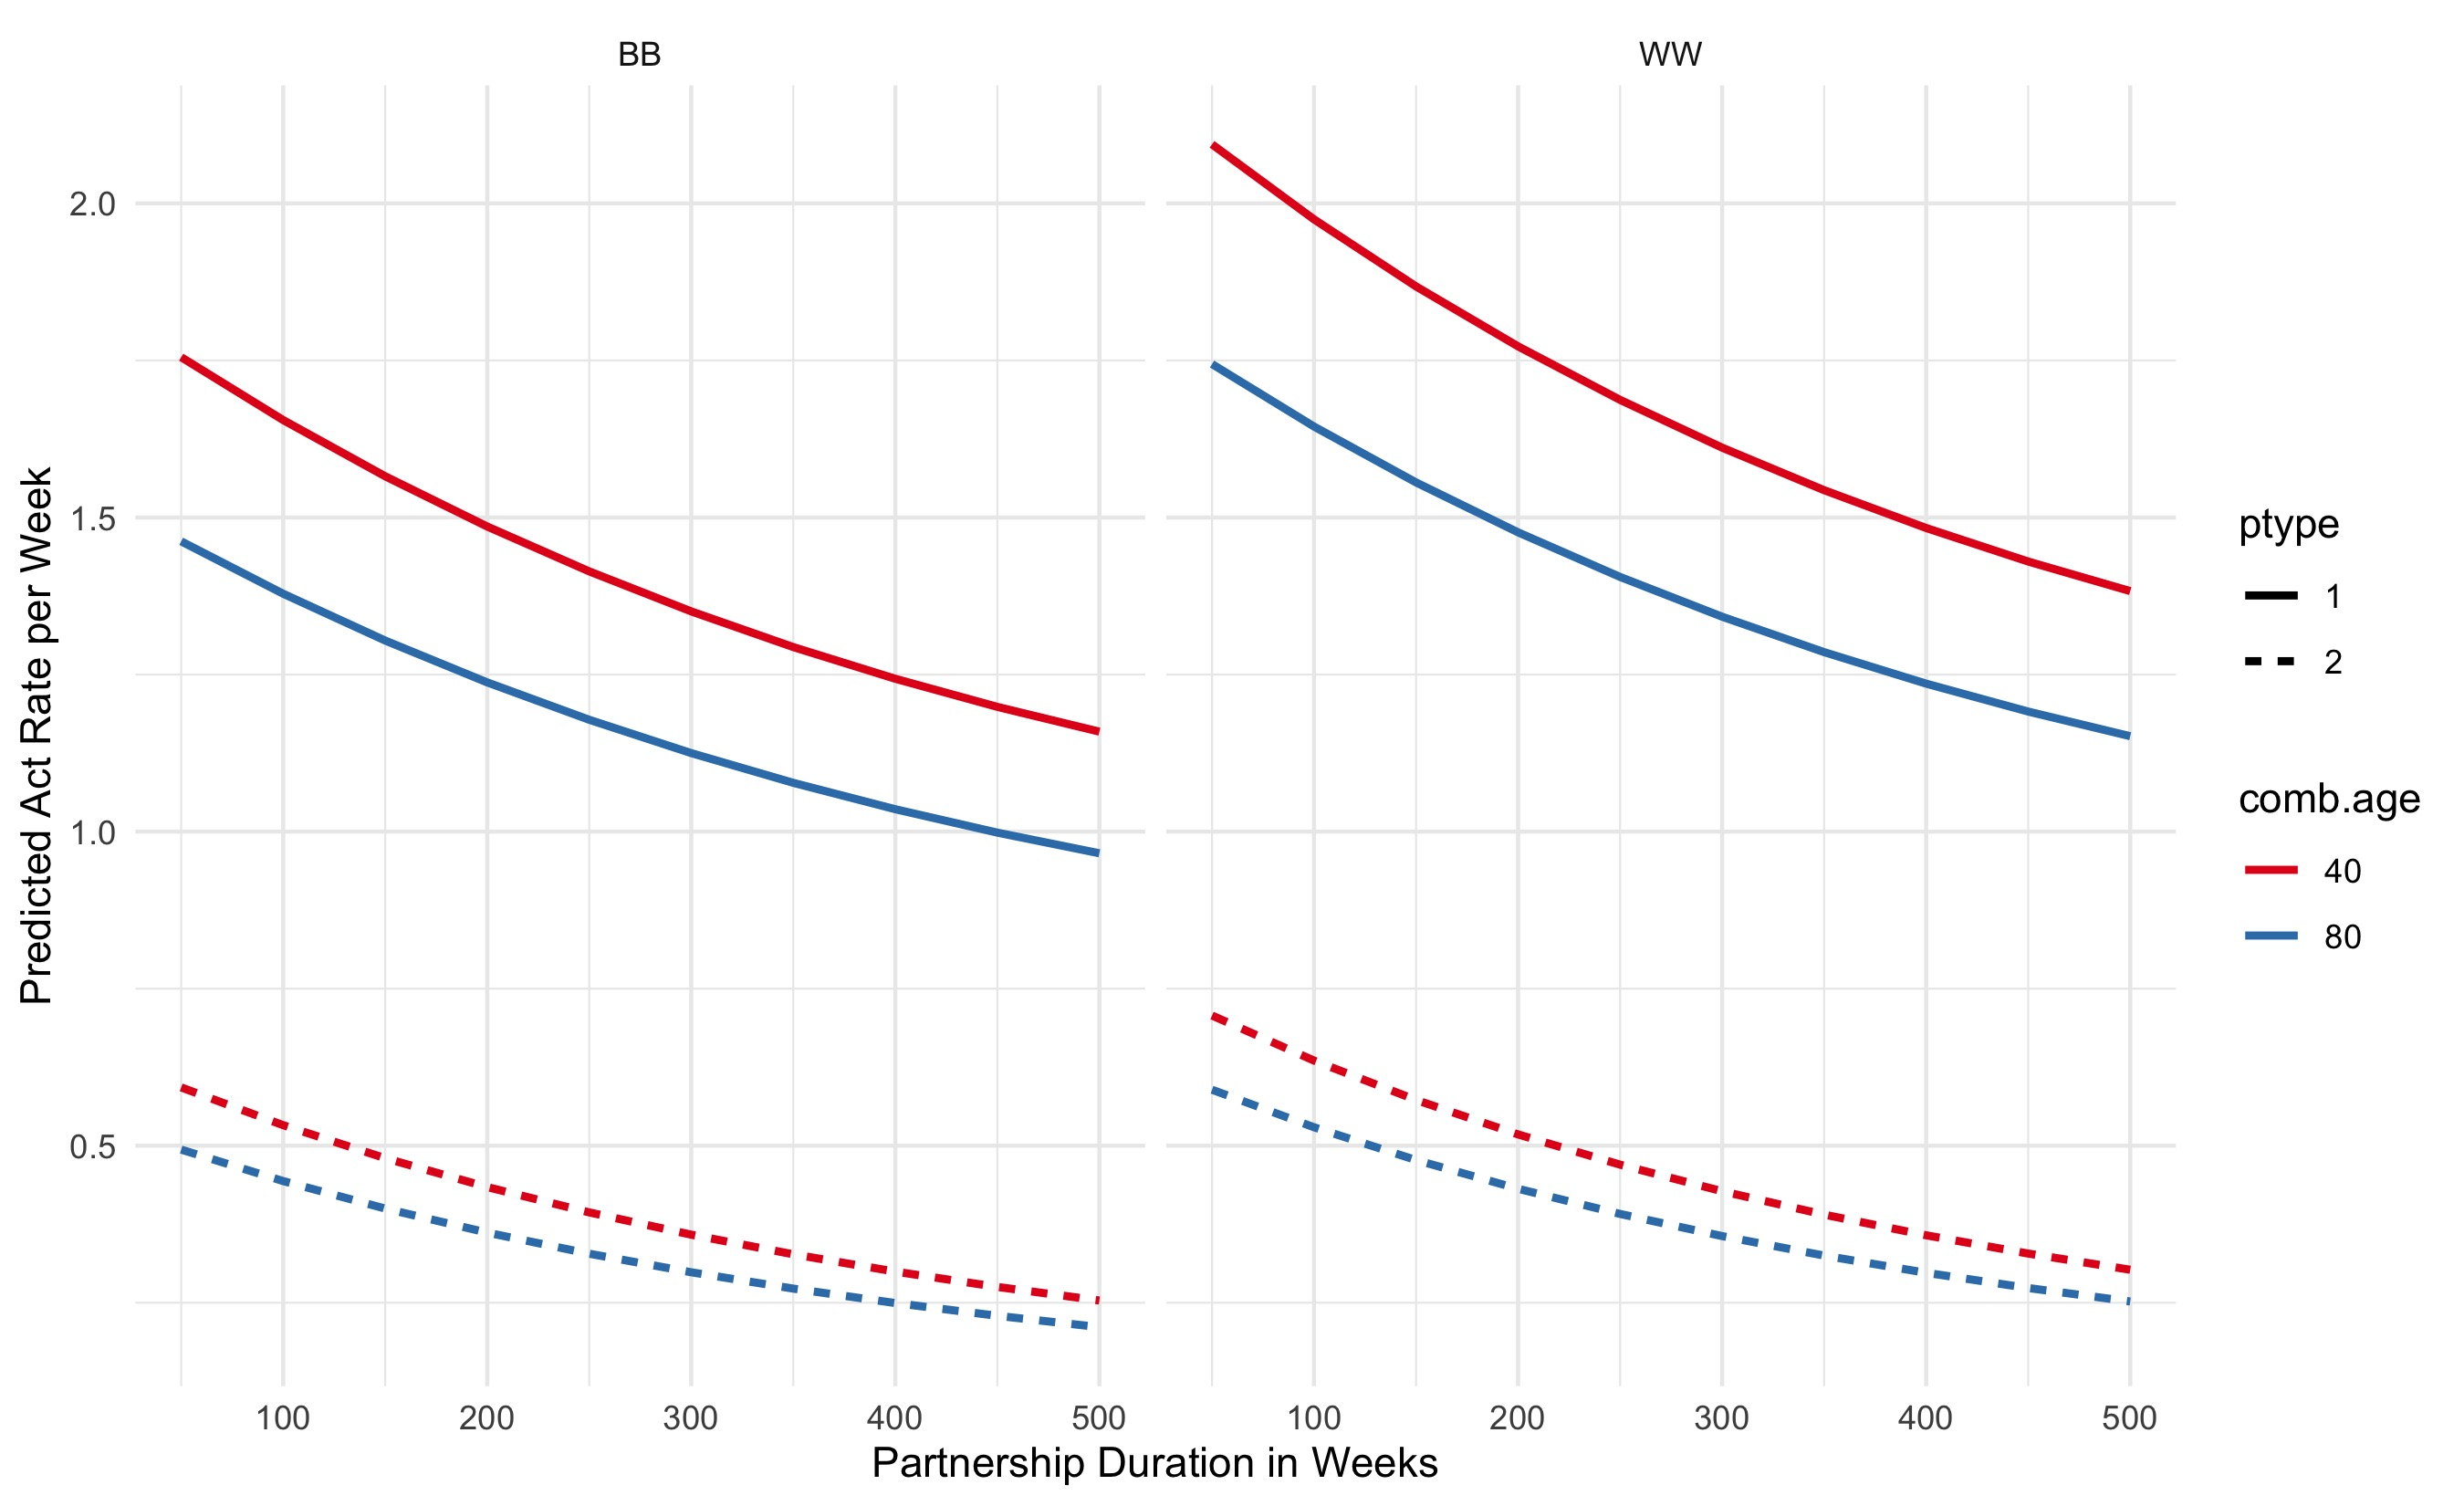 BB
WW
Predicted Act Rate per Week
2.0
1.5
1.0
0.5
100 200 300 400 500
100 200 300 400 500
Partnership Duration in Weeks
ptype
1
2
comb.age
40
80